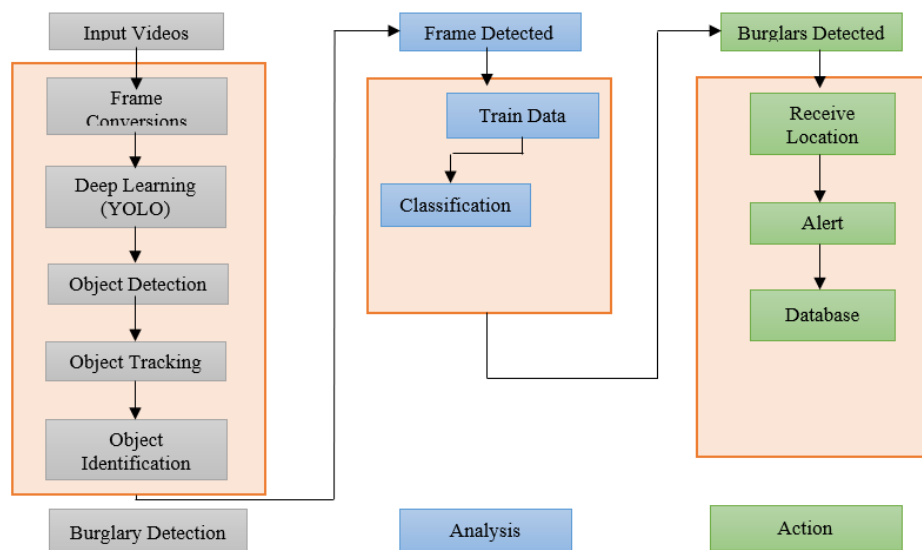 Input Videos
Frame
Conversions
Deep Learning
(YOLO)
Object Detection
Object Tracking
Object
Identification
Burglary Detection
Frame Detected
Train Data
Classification
Analysis
Burglars Detected
Receive
Location
Alert
Database
Action